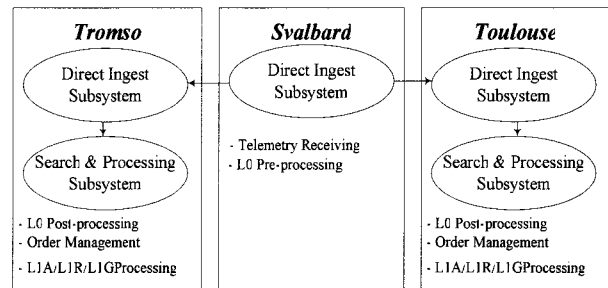 Tromso
Direct Ingest
Subsystem
Search & Processing
Subsystem
- L0 Post-processing
- Order Management
- L1A/L1R/L1GProcessing
Svalbard
Direct Ingest
Subsystem
- Telemetry Receiving
- L0 Pre-processing
Toulouse
Direct Ingest
Subsystem
Search & Processing
Subsystem
- L0 Post-processing
- Order Management
- L1A/L1R/L1GProcessing